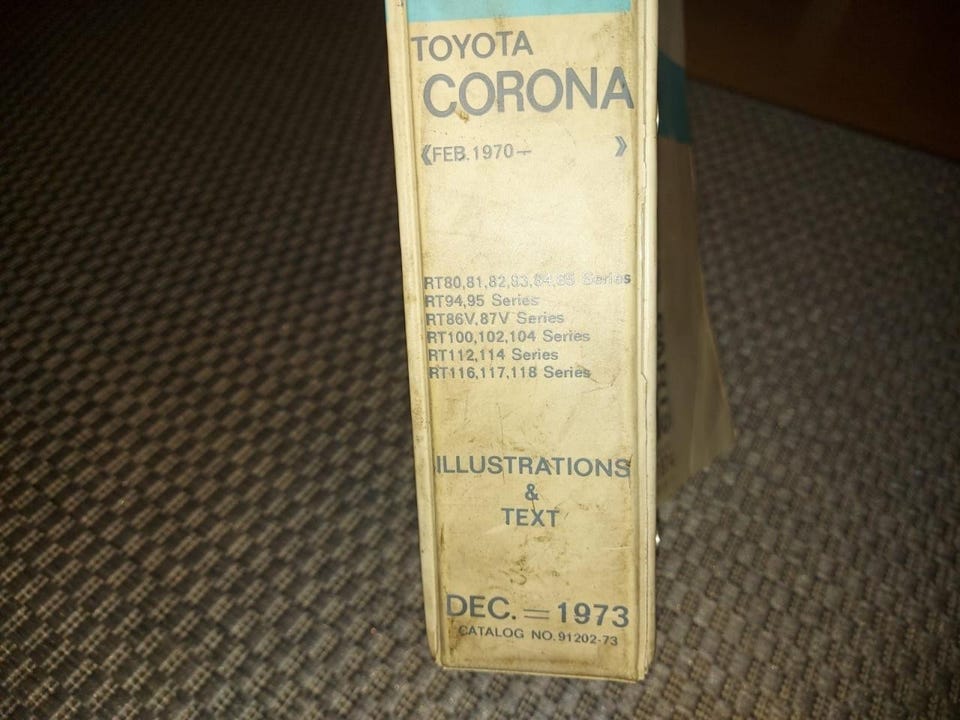 TOYOTA
CORONA
《FEB.1970— 》
RT80,81,82,93,84,85 Series
RT94,95 Series
RT86V,87V Series
RT100,102,104 Series
RT112,114 Series
RT116,117,118 Series
ILLUSTRATIONS
&
TEXT
DEC.=1973
CATALOG NO.91202-73